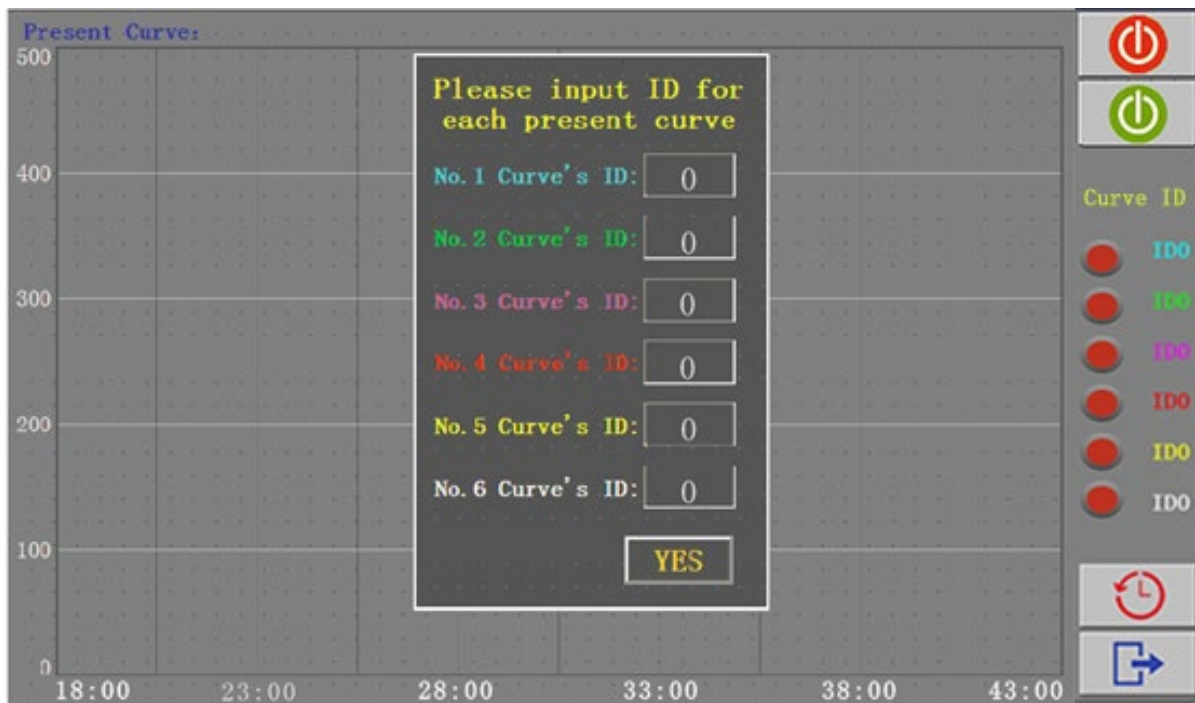 Present Curve:
500
400
300
200
100
0
18:00 23:00 28:00 33:00 38:00 43:00
Please input ID for
each present curve
No.1 Curve's ID: 0
No.2 Curve's ID: 0
No.3 Curve's ID: 0
No.4 Curve's ID: 0
No.5 Curve's ID: 0
No.6 Curve's ID: 0
YES
Curve ID
ID0
ID0
ID0
ID0
ID0
ID0